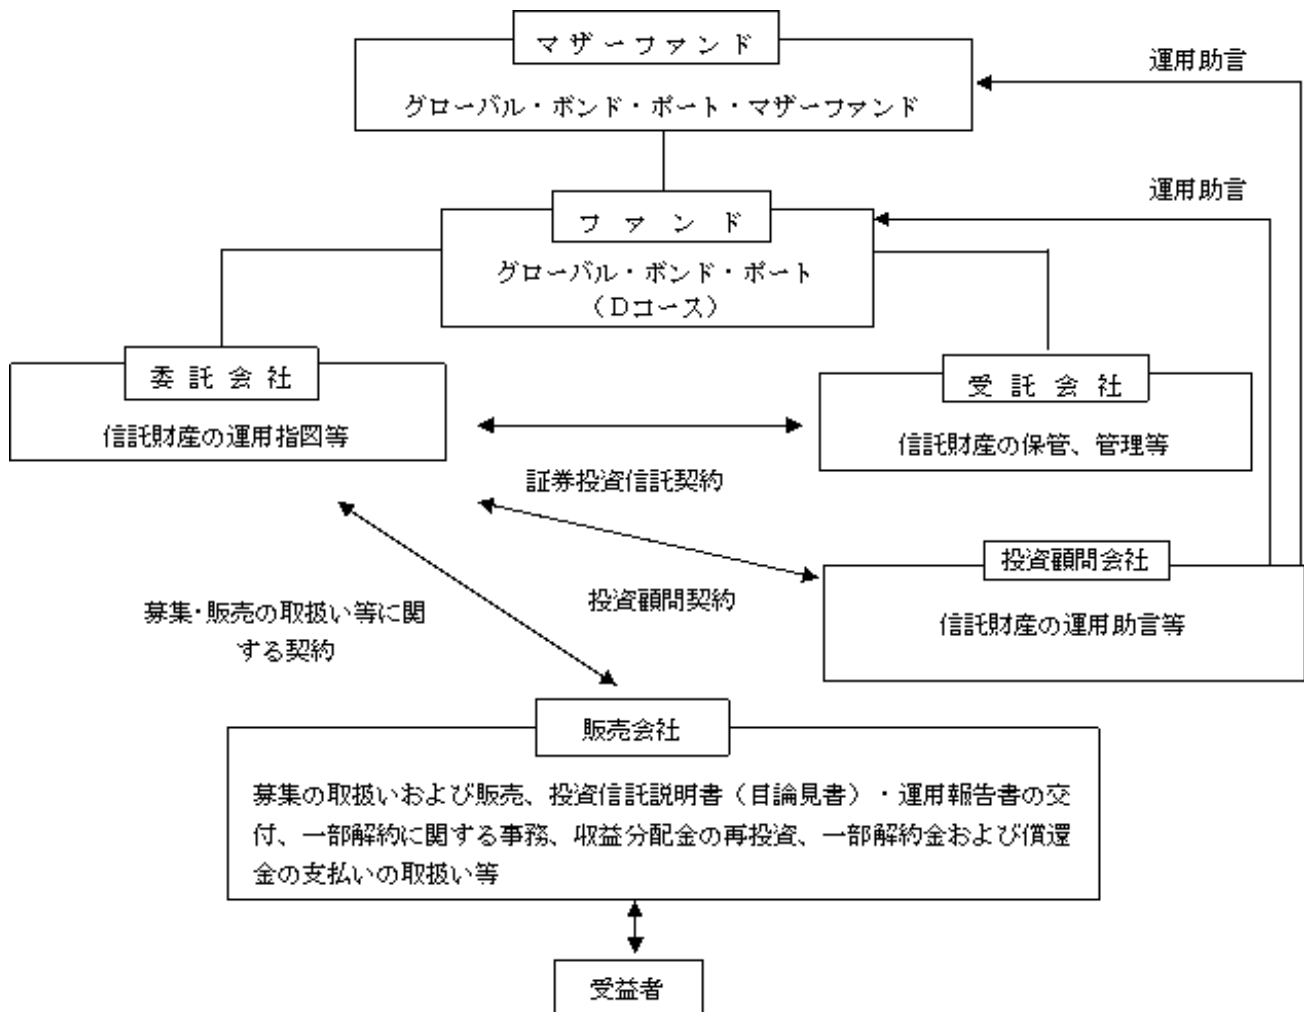 マザーファンド
運用助言
グローバル・ボンド・ポート・マザーファンド
運用助言
ファンド
グローバル・ボンド・ポート
（Dコース）
委託会社
受託会社
信託財産の運用指図等
信託財産の保管、管理等
証券投資信託契約
投資顧問会社
投資顧問契約
募集・販売の取扱い等に関
する契約
信託財産の運用助言等
販売会社
募集の取扱いおよび販売、投資信託説明書（目論見書）・運用報告書の交
付、一部解約に関する事務、収益分配金の再投資、一部解約金および償還
金の支払いの取扱い等
受益者